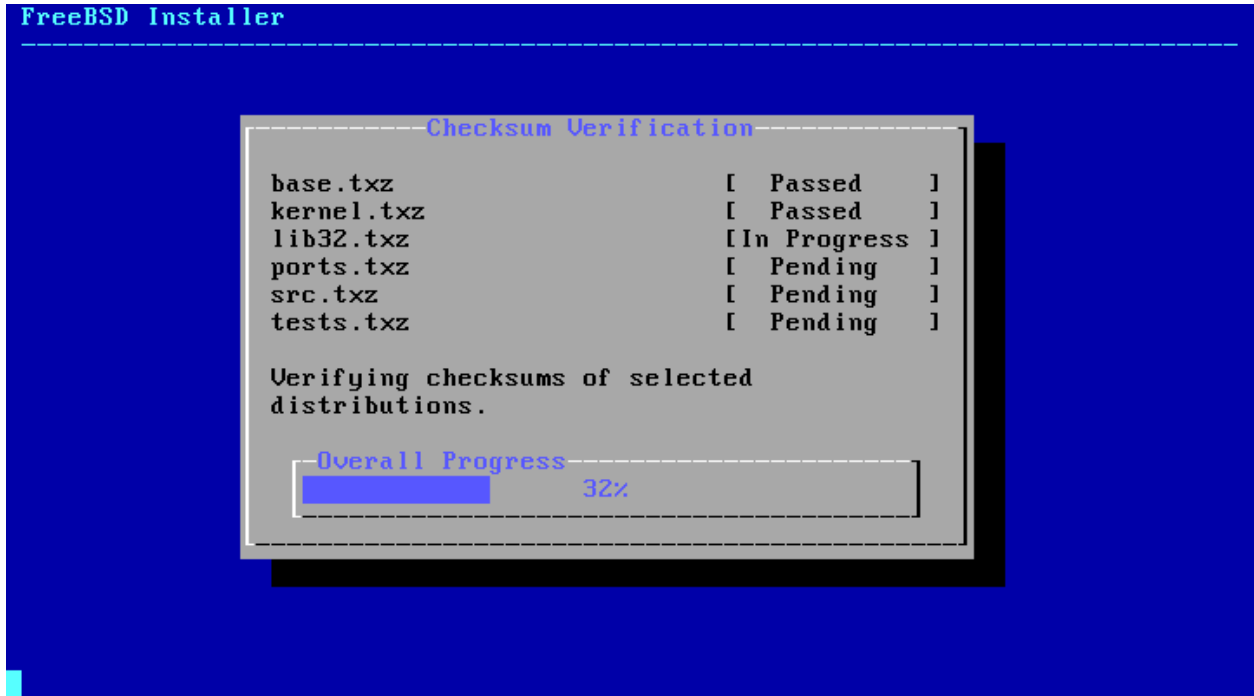 FreeBSD Installer
Checksum Verification
base.txz [ Passed ]
kernel.txz [ Passed ]
lib32.txz [In Progress ]
ports.txz [ Pending ]
src.txz [ Pending ]
tests.txz [ Pending ]
Verifying checksums of selected
distributions.
Overall Progress
32%